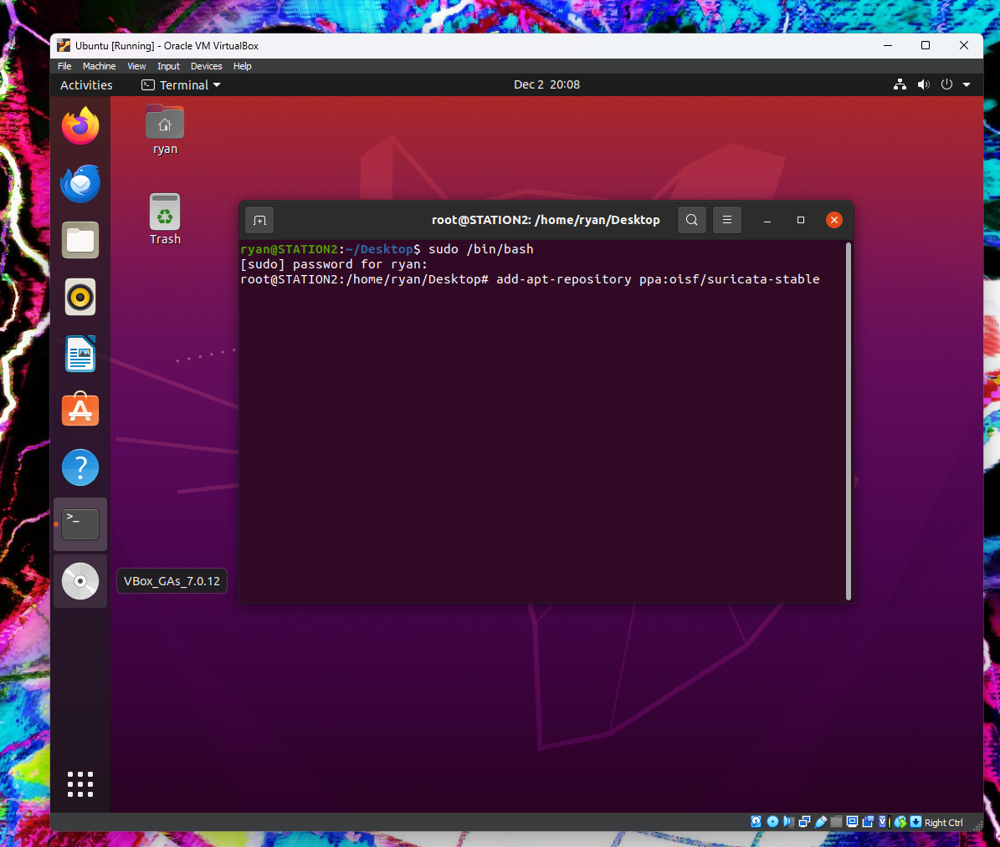 Ubuntu [Running] - Oracle VM VirtualBox
File Machine View Input Devices Help
Activities Terminal Dec 2 20:08
ryan
Trash
root@STATION2: /home/ryan/Desktop
ryan@STATION2:~/Desktop$ sudo /bin/bash
[sudo] password for ryan:
root@STATION2:/home/ryan/Desktop# add-apt-repository ppa:oisf/suricata-stable
>_
VBox_GAs_7.0.12
Right Ctrl